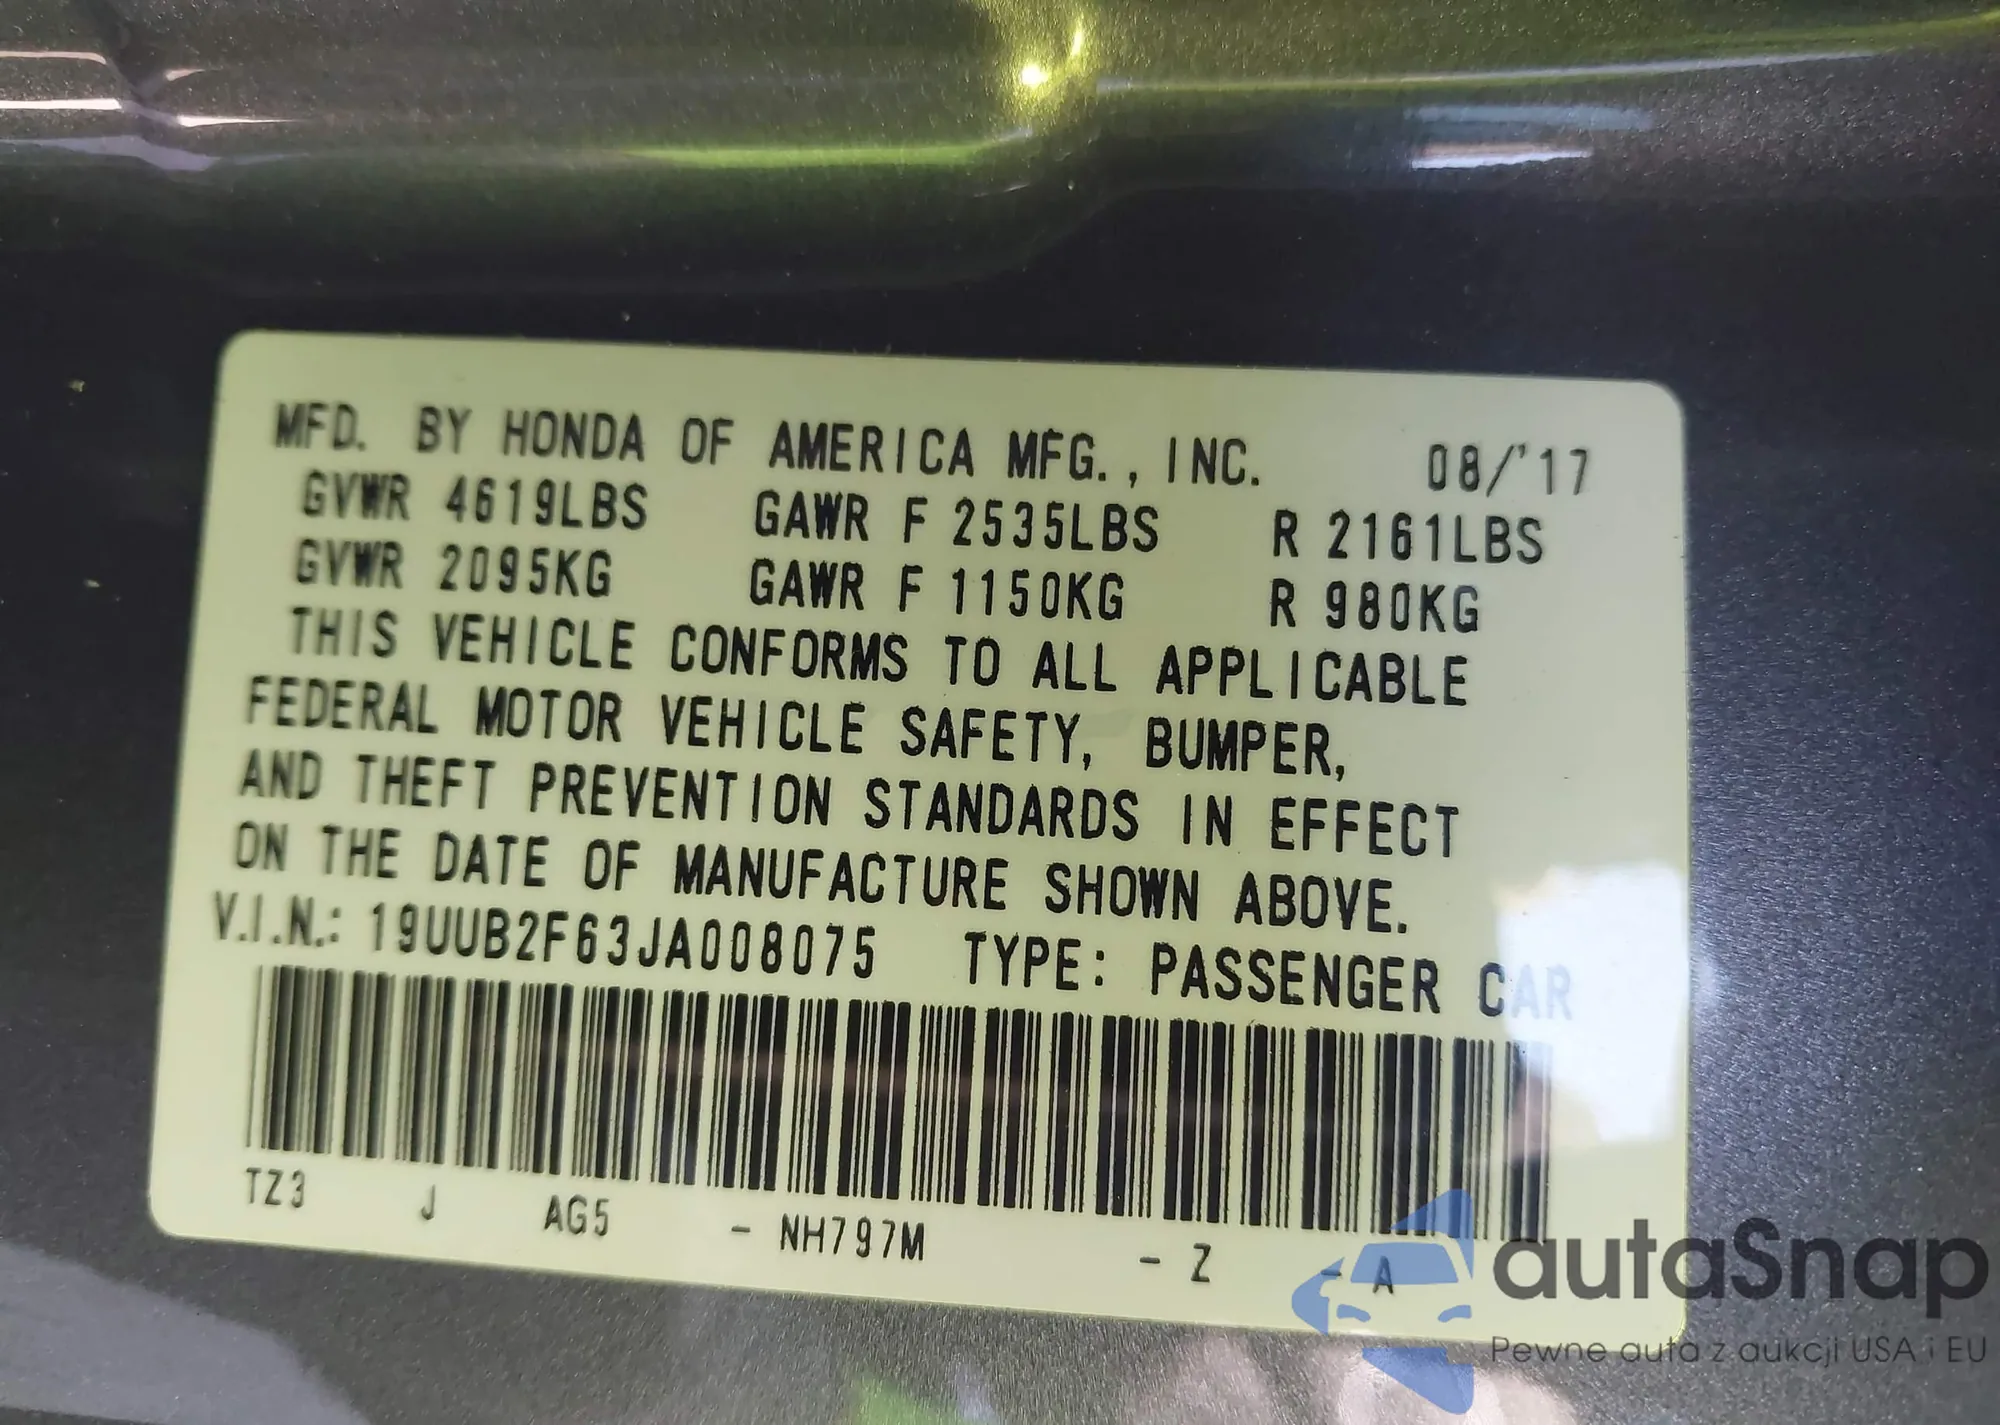 MFD. BY HONDA OF AMERICA MFG., INC. 08/'17
GVWR 4619LBS GAWR F 2535LBS R 2161LBS
GVWR 2095KG GAWR F 1150KG R 980KG
THIS VEHICLE CONFORMS TO ALL APPLICABLE
FEDERAL MOTOR VEHICLE SAFETY, BUMPER,
AND THEFT PREVENTION STANDARDS IN EFFECT
ON THE DATE OF MANUFACTURE SHOWN ABOVE.
V.I.N.: 19UUB2F63JA008075 TYPE: PASSENGER CAR
TZ3 J AG5 - NH797M - Z - A
autaSnap
Pewne auta z aukcji USA i EU